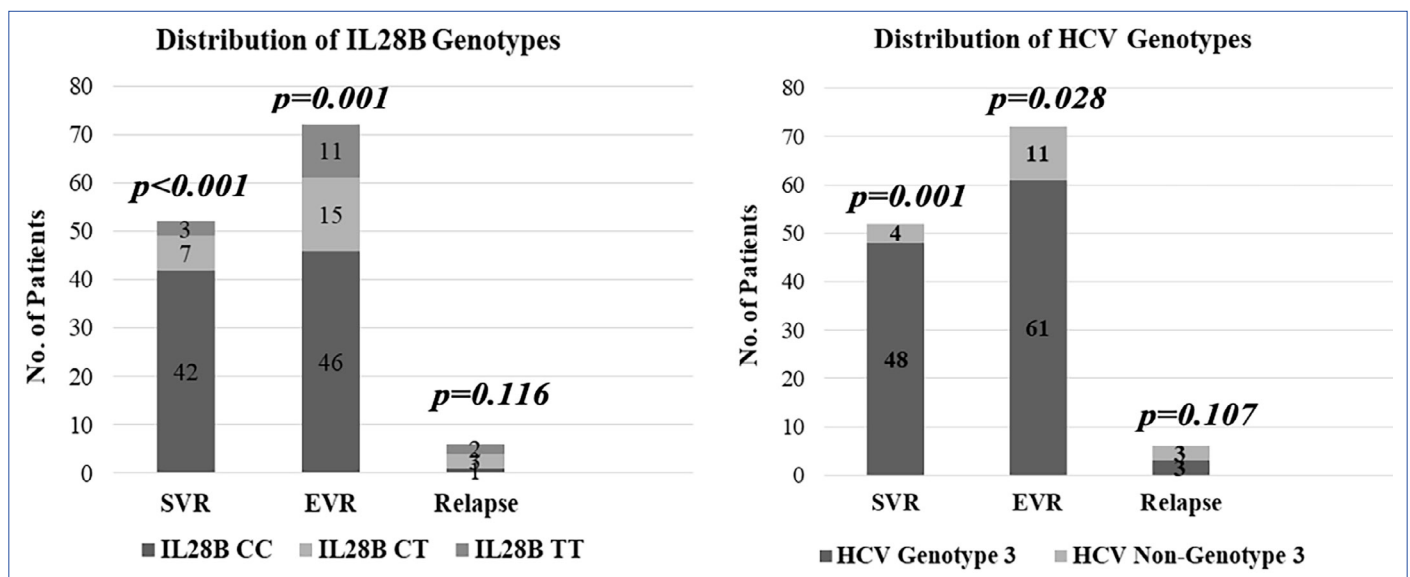 Distribution of IL28B Genotypes
No. of Patients
80
70
60
50
40
30
20
10
0
p<0.001
3
7
42
p=0.001
11
15
46
p=0.116
2
3
1
SVR EVR Relapse
IL28B CC IL28B CT IL28B TT
Distribution of HCV Genotypes
No. of Patients
80
70
60
50
40
30
20
10
0
p=0.001
4
48
p=0.028
11
61
p=0.107
3
3
SVR EVR Relapse
HCV Genotype 3 HCV Non-Genotype 3